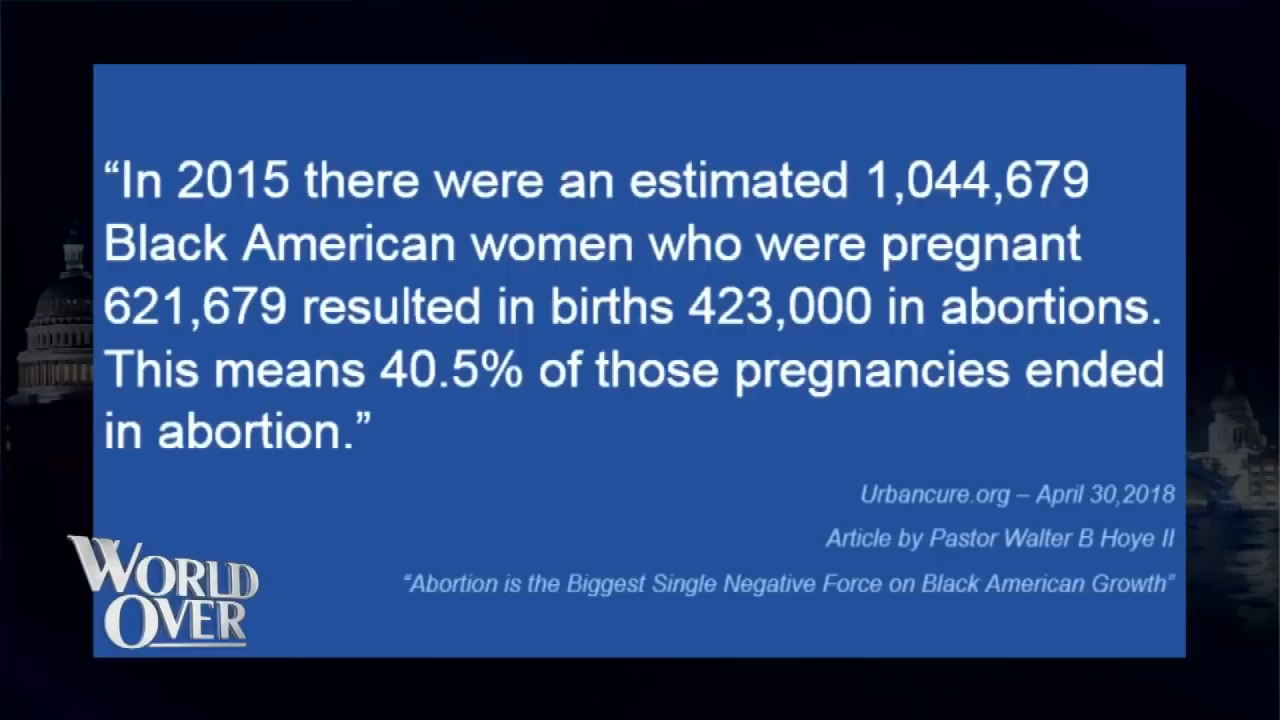 “In 2015 there were an estimated 1,044,679
Black American women who were pregnant
621,679 resulted in births 423,000 in abortions.
This means 40.5% of those pregnancies ended
in abortion.”
Urbancure.org – April 30,2018
Article by Pastor Walter B Hoye II
“Abortion is the Biggest Single Negative Force on Black American Growth”
WORLD
OVER